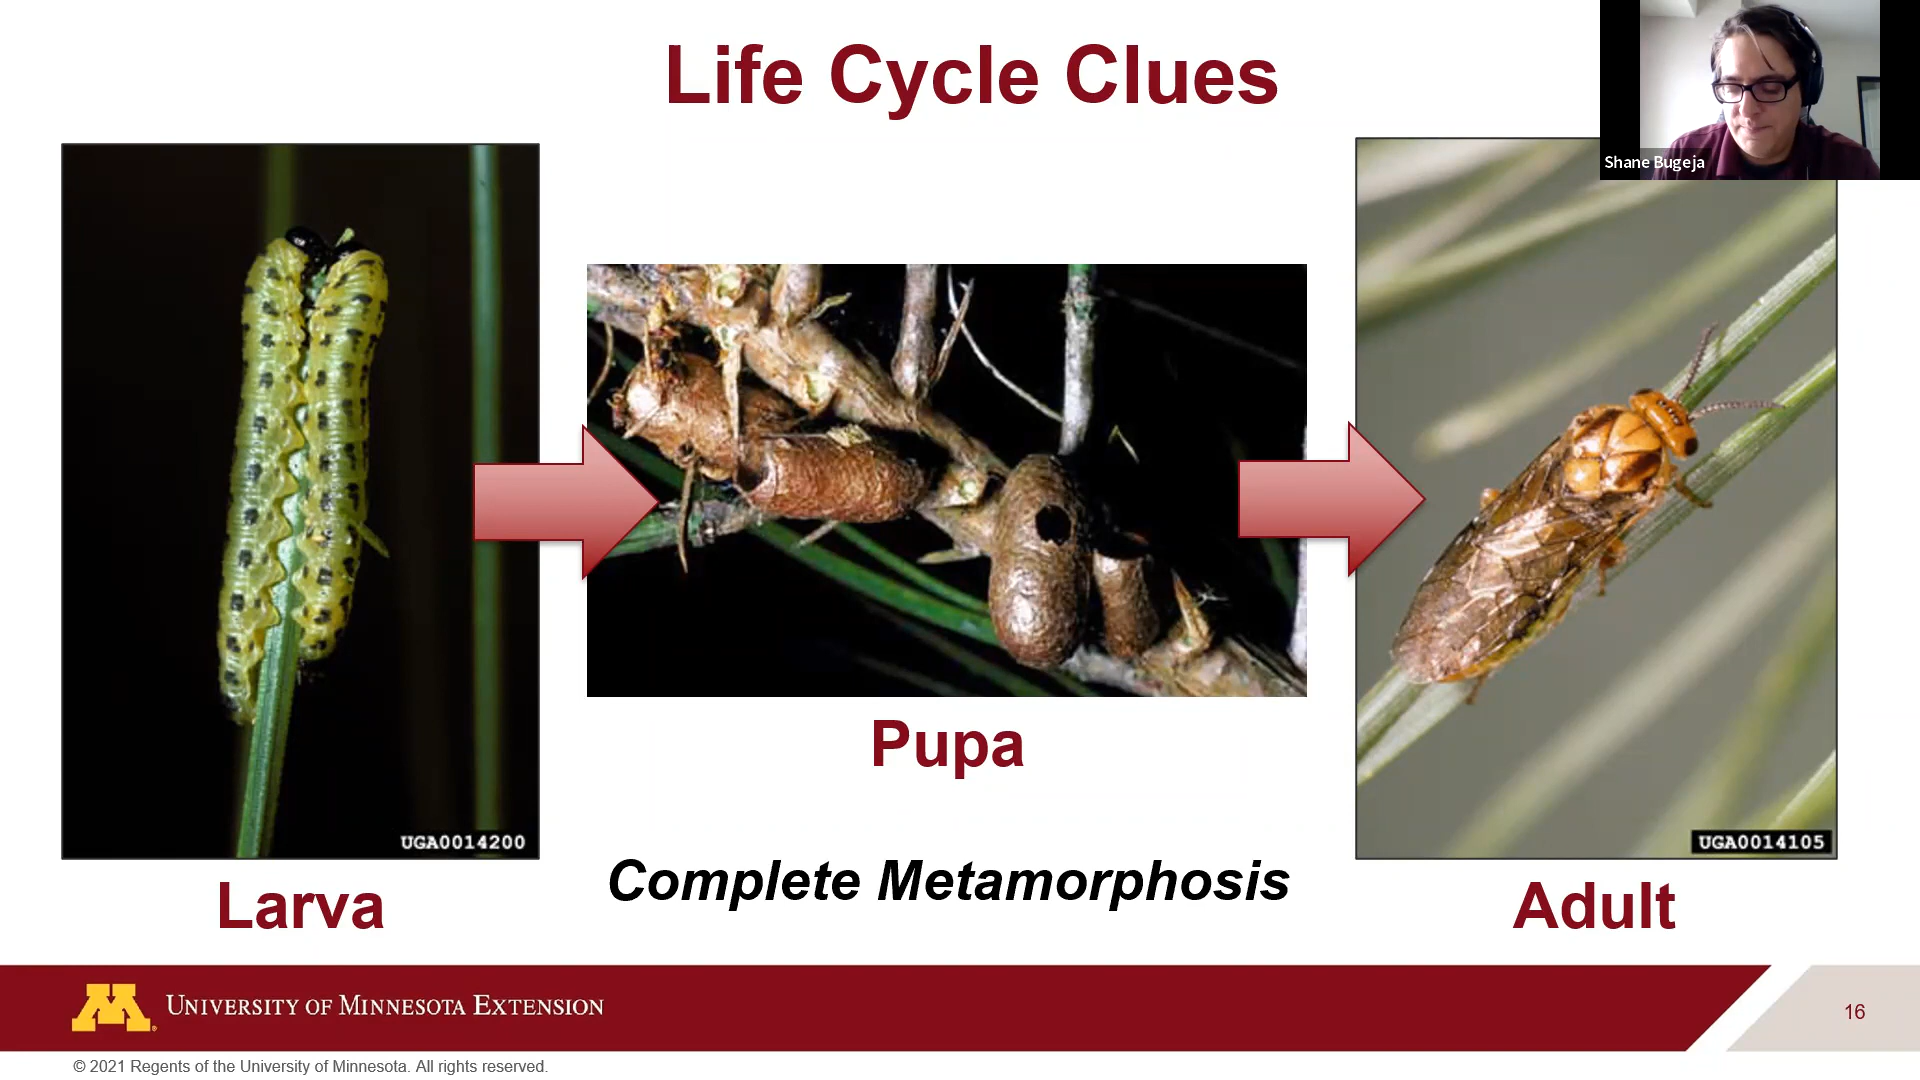 Life Cycle Clues
Shane Bugeja
UGA0014200
UGA0014105
Pupa
Complete Metamorphosis
Larva
Adult
UNIVERSITY OF MINNESOTA EXTENSION
16
© 2021 Regents of the University of Minnesota. All rights reserved.